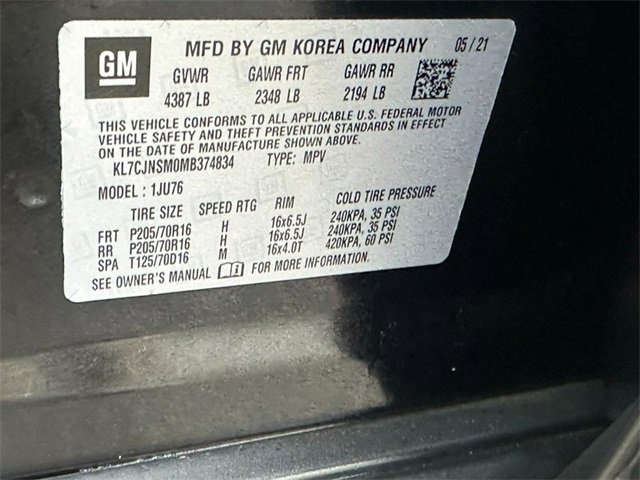 GM
MFD BY GM KOREA COMPANY 05/21
GVWR GAWR FRT GAWR RR
4387 LB 2348 LB 2194 LB
THIS VEHICLE CONFORMS TO ALL APPLICABLE U.S. FEDERAL MOTOR
VEHICLE SAFETY AND THEFT PREVENTION STANDARDS IN EFFECT
ON THE DATE OF MANUFACTURE SHOWN ABOVE.
KL7CJNSM0MB374834 TYPE: MPV
MODEL: 1JU76
TIRE SIZE SPEED RTG RIM COLD TIRE PRESSURE
FRT P205/70R16 H 16x6.5J 240KPA, 35 PSI
RR P205/70R16 H 16x6.5J 240KPA, 35 PSI
SPA T125/70D16 M 16x4.0T 420KPA, 60 PSI
SEE OWNER'S MANUAL FOR MORE INFORMATION.